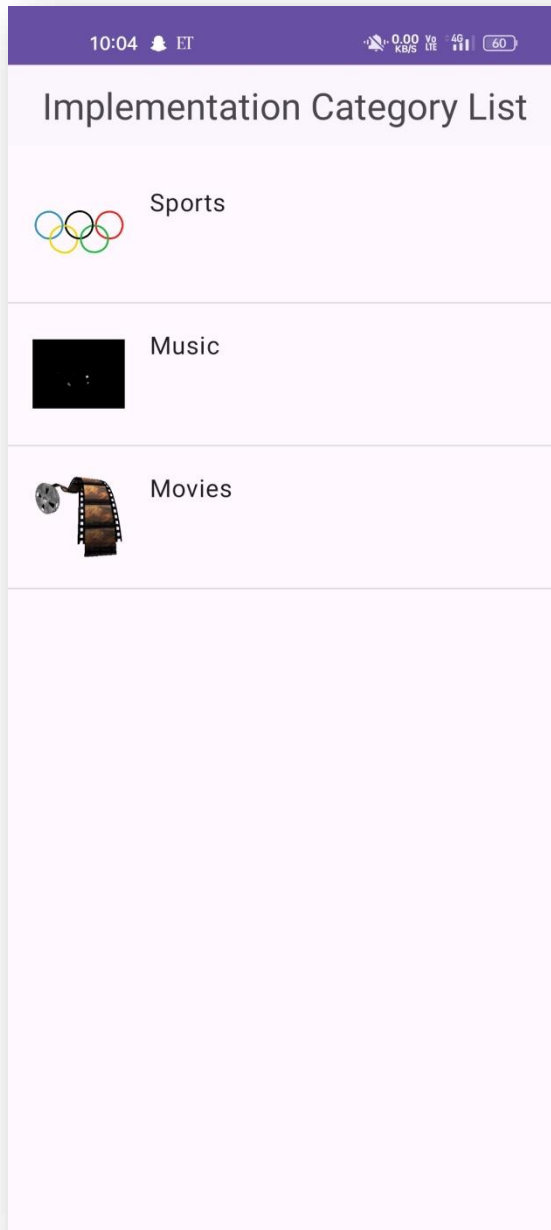 10:04 ET 0.00 KB/S Vo LTE 4G 60
Implementation Category List
Sports
Music
Movies